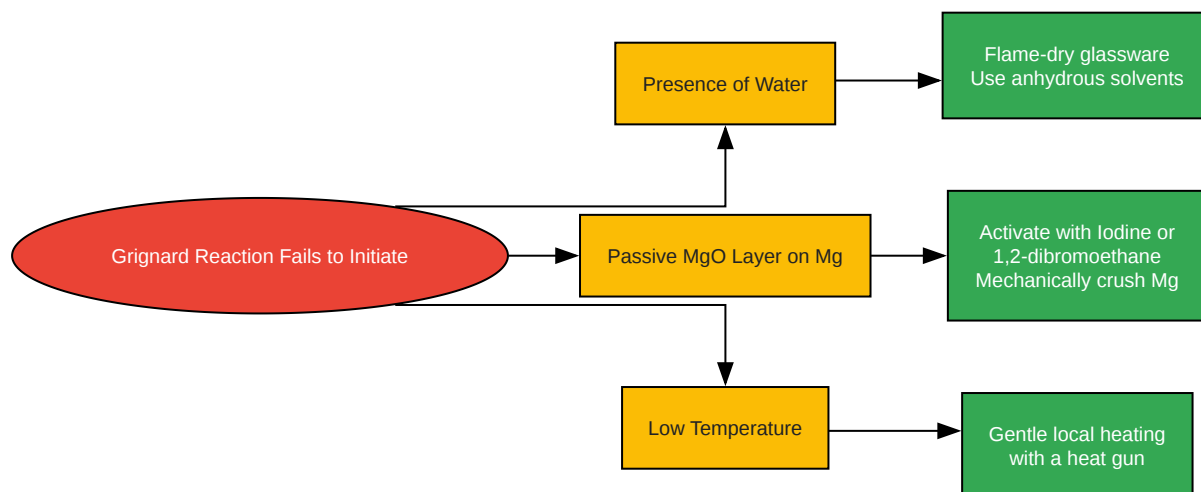 Grignard Reaction Fails to Initiate
Presence of Water
Flame-dry glassware
Use anhydrous solvents
Passive MgO Layer on Mg
Activate with Iodine or
1,2-dibromoethane
Mechanically crush Mg
Low Temperature
Gentle local heating
with a heat gun